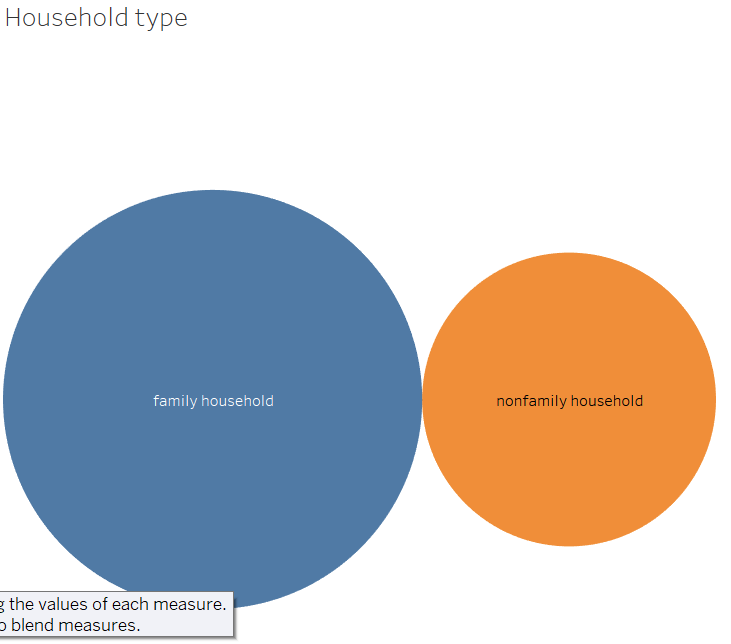 Household type
family household
nonfamily household
the values of each measure.
blend measures.